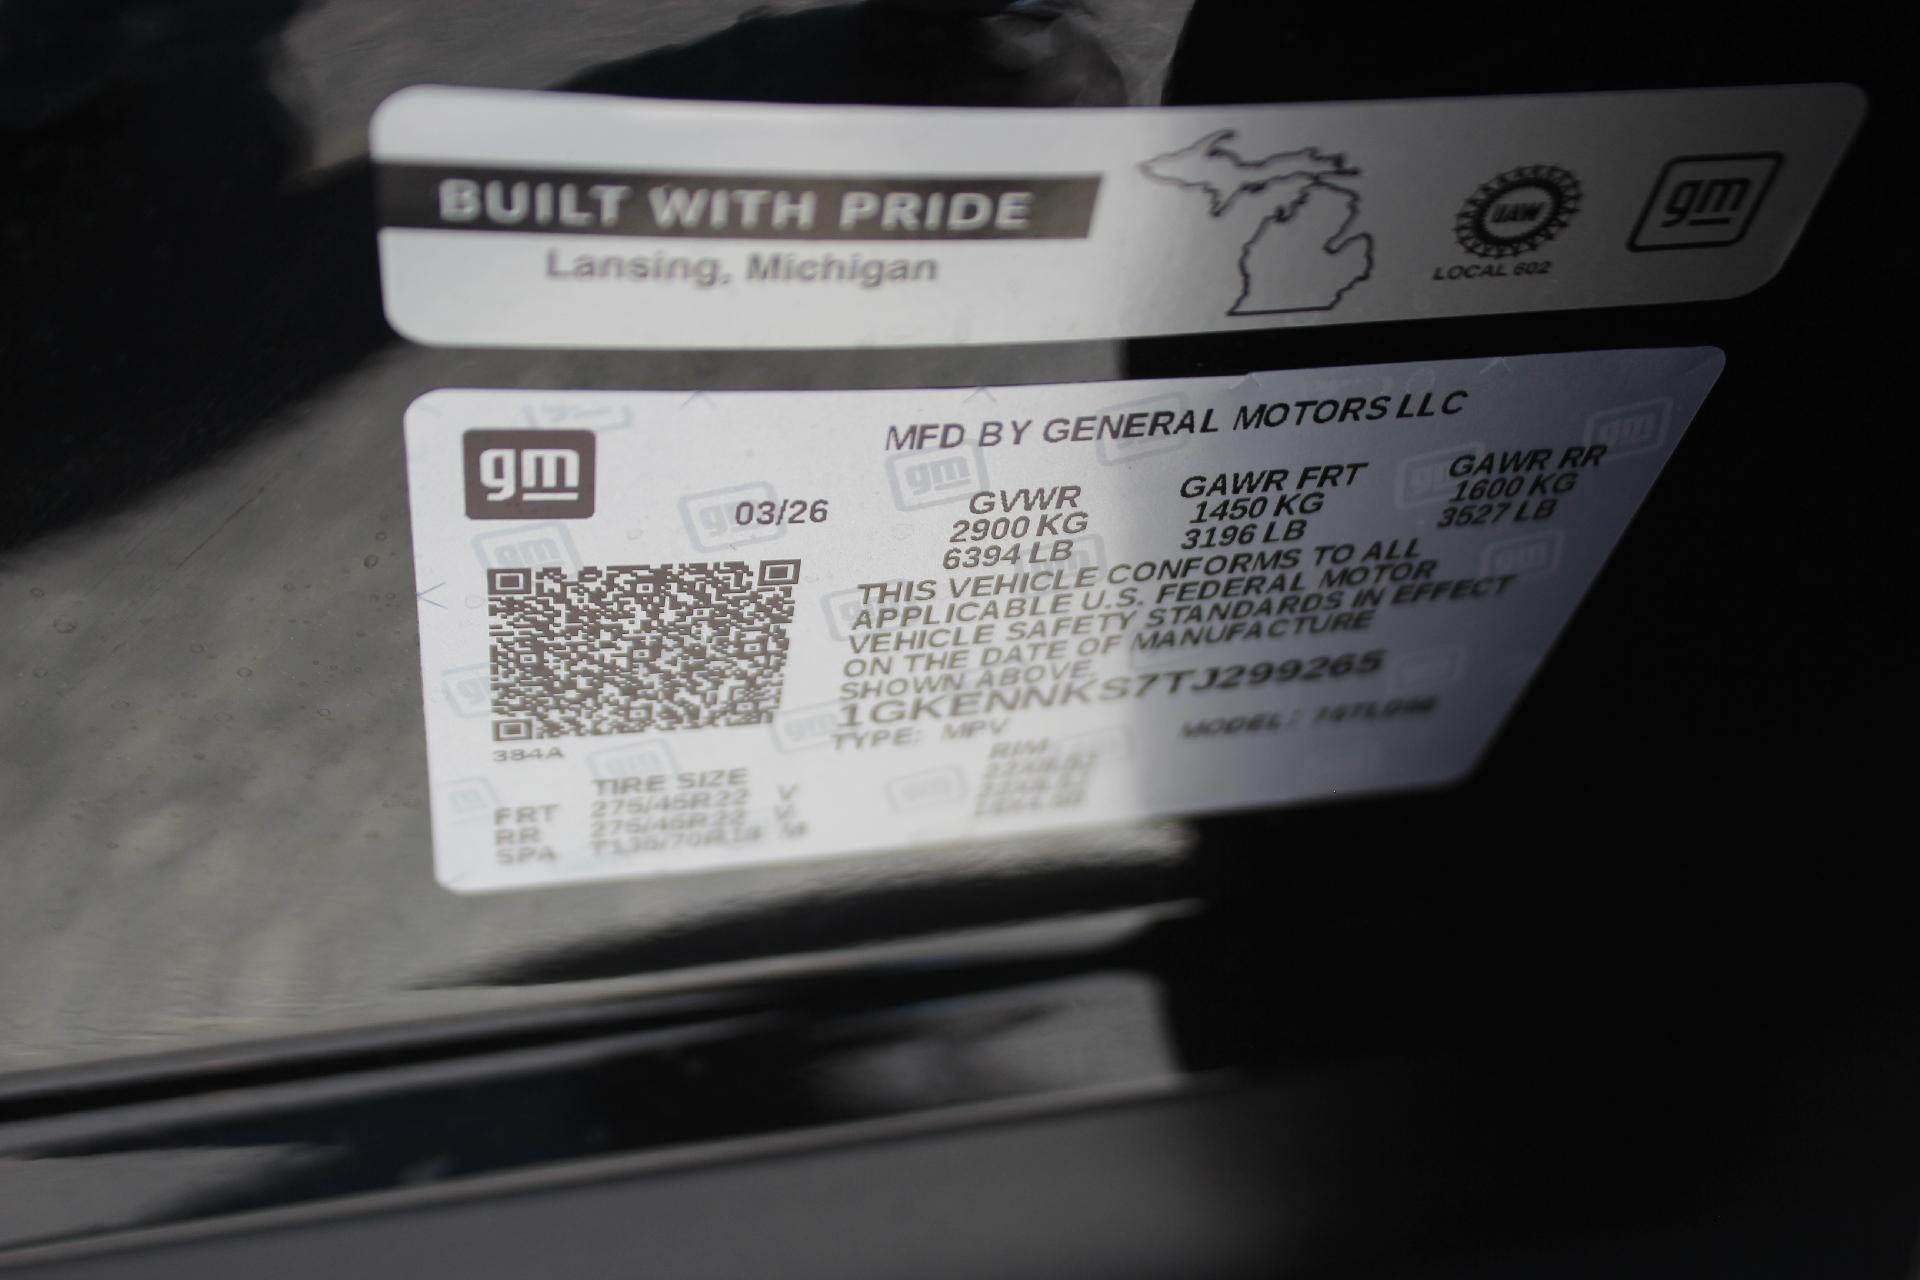 BUILT WITH PRIDE
Lansing, Michigan
UAW
LOCAL 602
gm
gm
MFD BY GENERAL MOTORS LLC
03/26
GVWR
2900 KG
6394 LB
GAWR FRT
1450 KG
3196 LB
GAWR RR
1600 KG
3527 LB
THIS VEHICLE CONFORMS TO ALL
APPLICABLE U.S. FEDERAL MOTOR
VEHICLE SAFETY STANDARDS IN EFFECT
ON THE DATE OF MANUFACTURE
SHOWN ABOVE.
1GKENNKS7TJ299265
TYPE: MPV
MODEL:
384A
TIRE SIZE
RIM
FRT 275/45R22 V
RR 275/45R22 V
SPA